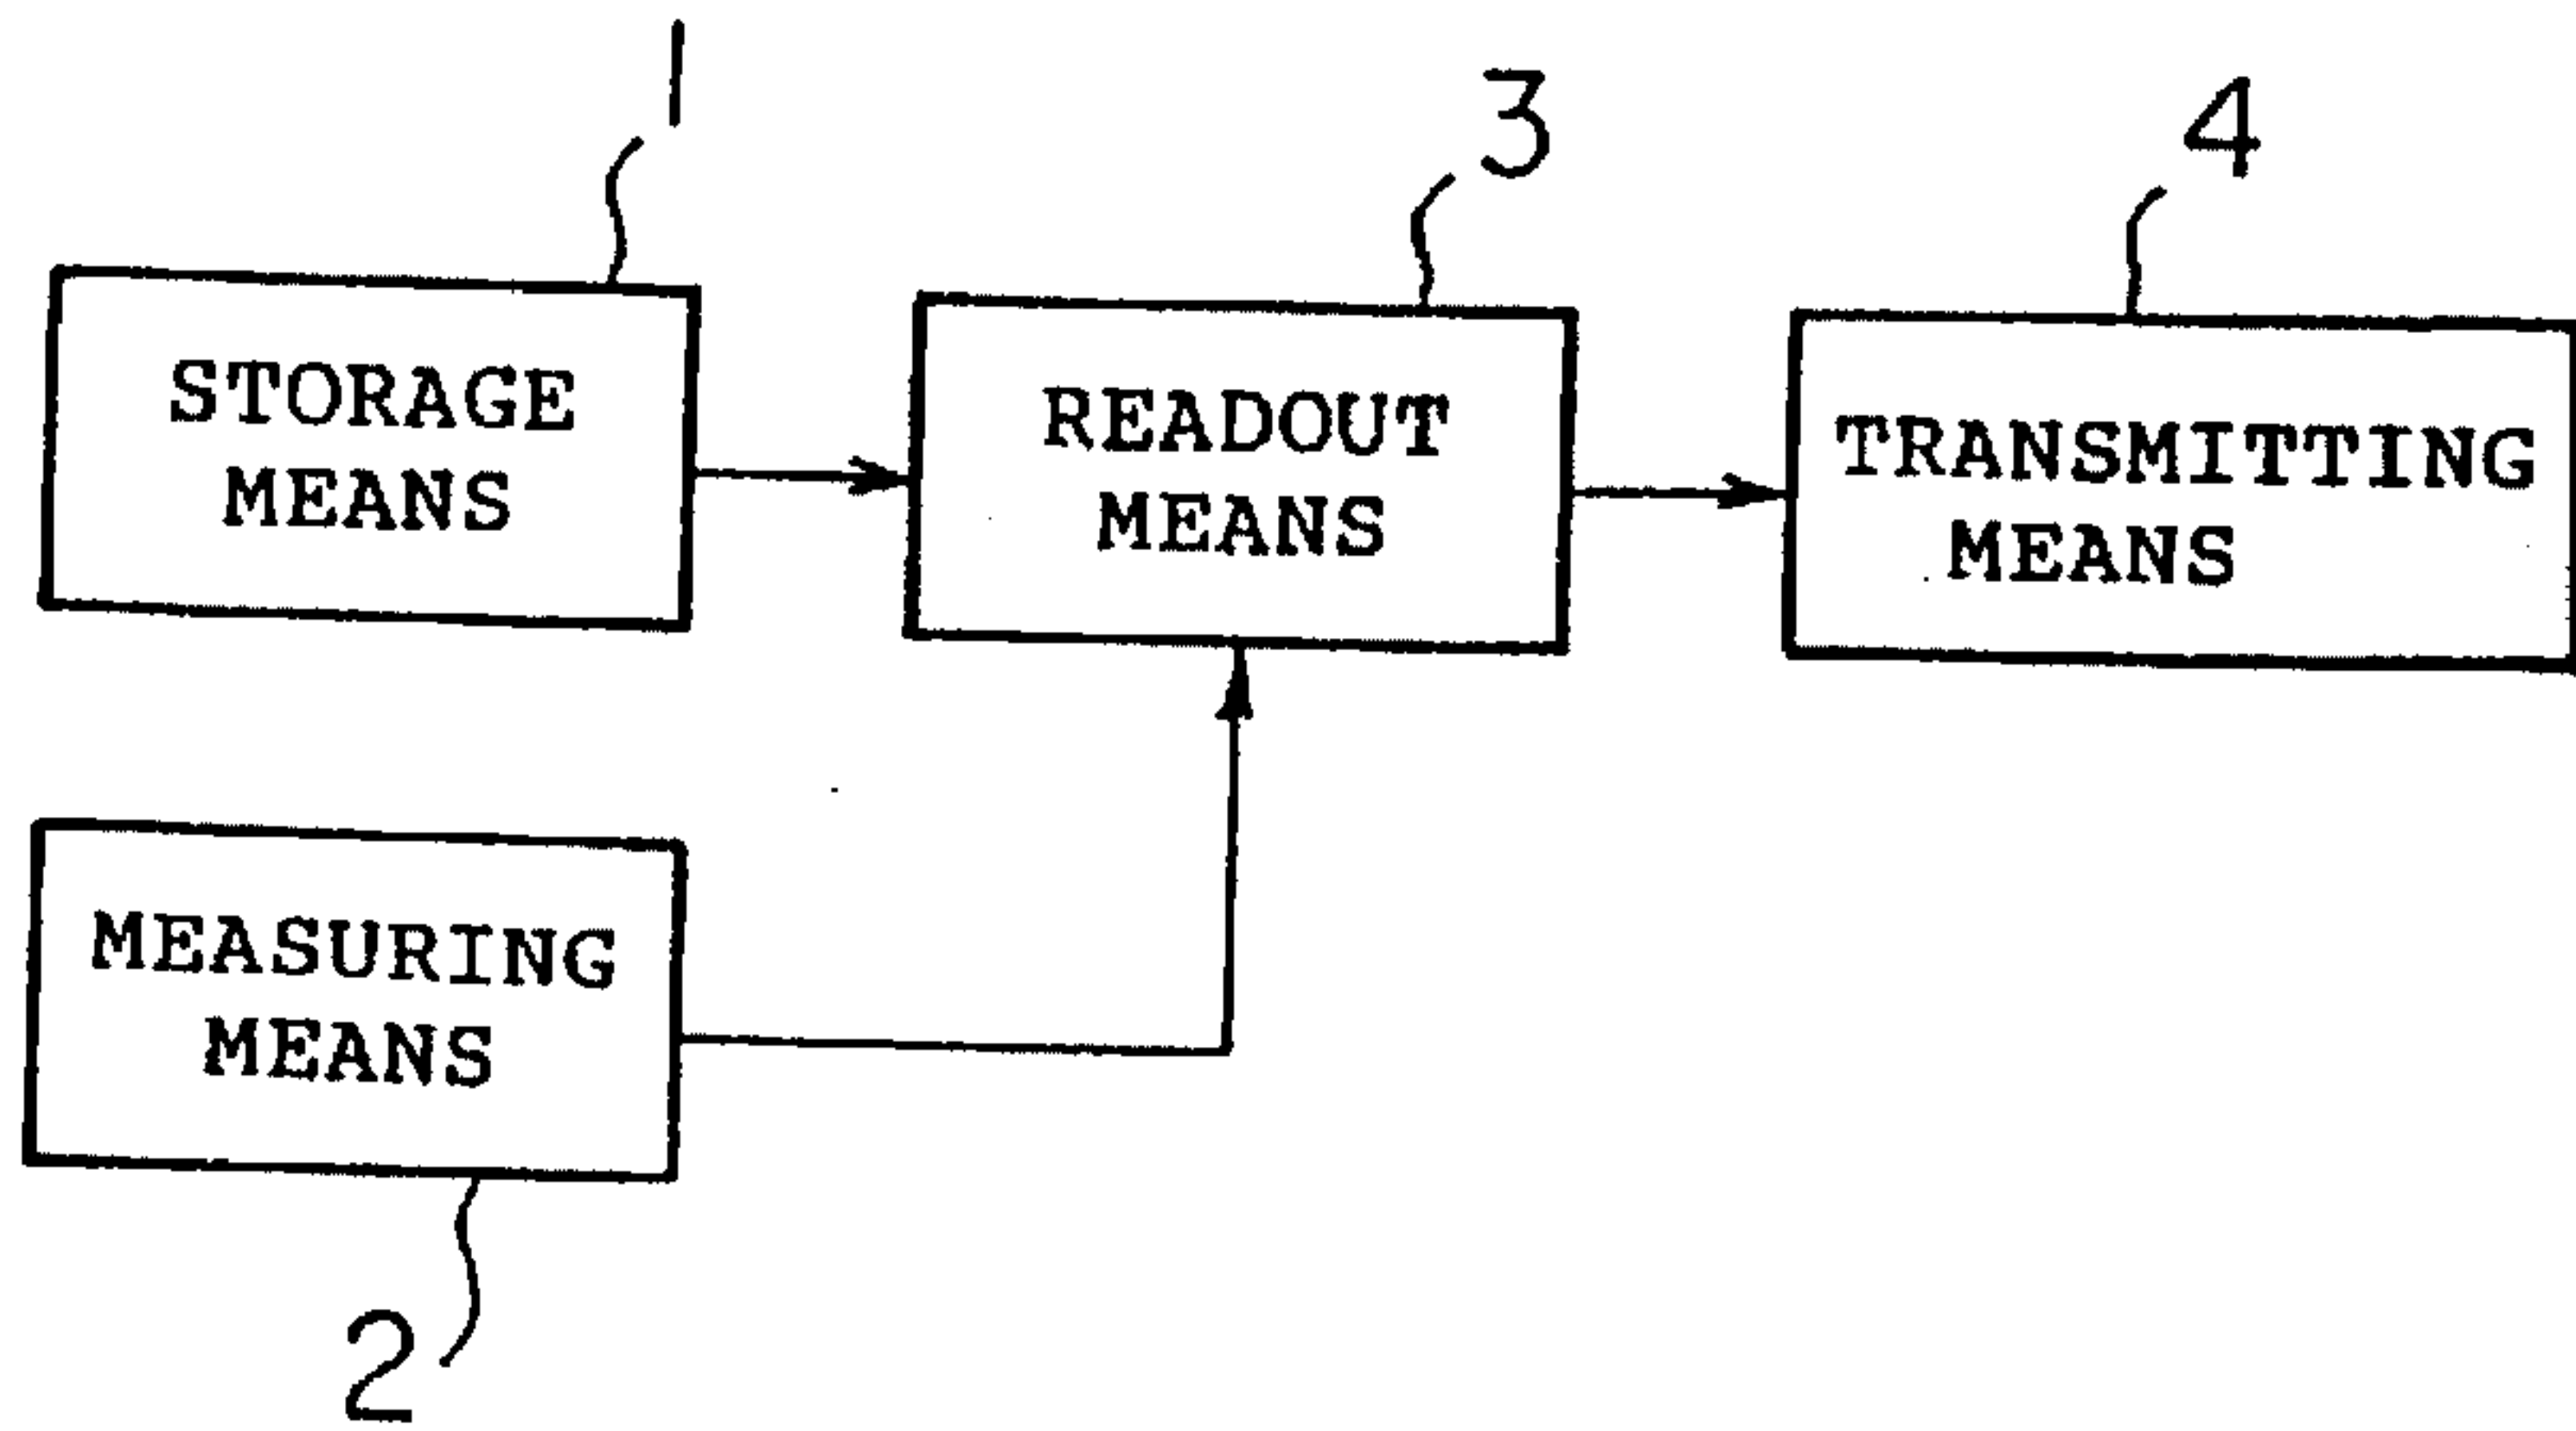 1
3
4
STORAGE
MEANS
READOUT
MEANS
TRANSMITTING
MEANS
MEASURING
MEANS
2